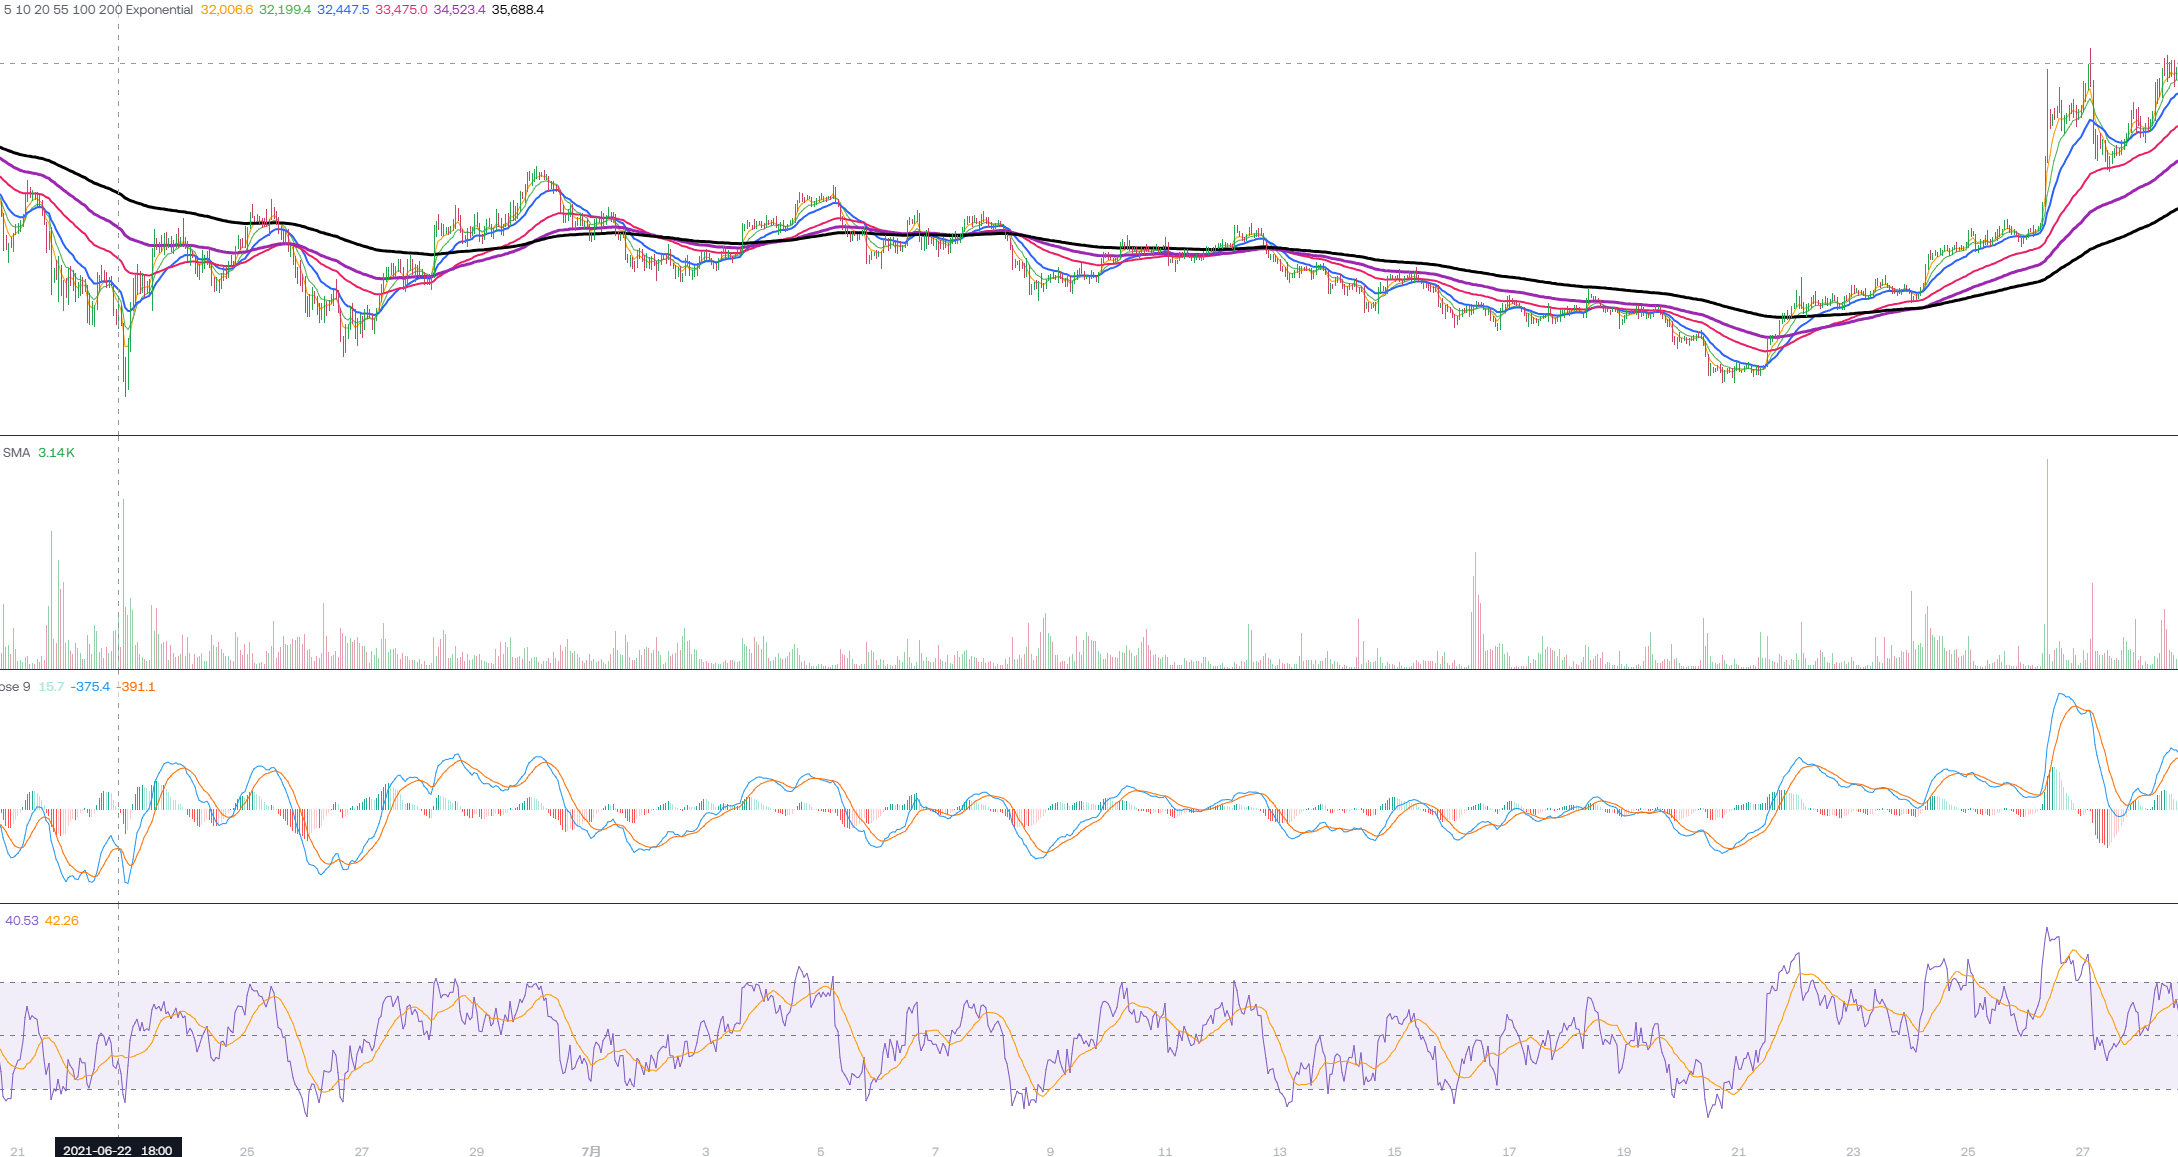 5 10 20 55 100 200 Exponential 32,006.6 32,199.4 32,447.5 33,475.0 34,523.4 35,688.4
SMA 3.14K
ose 9 15.7 -375.4 -391.1
40.53 42.26
21 2021-06-22 18:00 25 27 29 7月 3 5 7 9 11 13 15 17 19 21 23 25 27